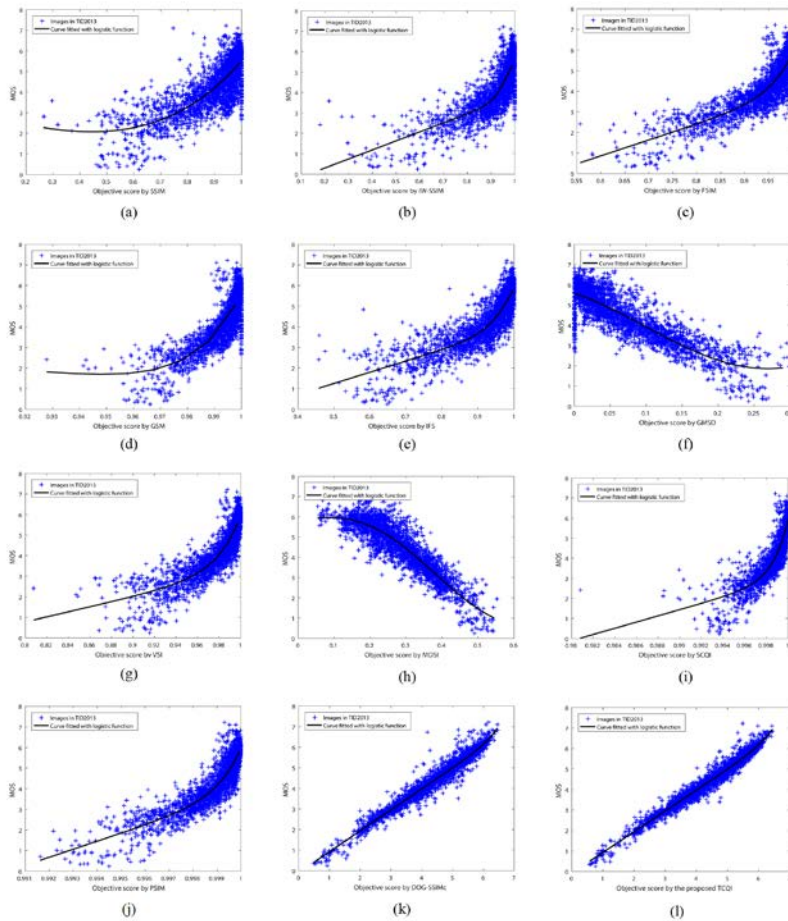 Images in TID2013
Curve fitted with logistic function
MOS
Objective score by SSIM
(a)
Images in TID2013
Curve fitted with logistic function
MOS
Objective score by IW-SSIM
(b)
Images in TID2013
Curve fitted with logistic function
MOS
Objective score by FSIM
(c)
Images in TID2013
Curve fitted with logistic function
MOS
Objective score by GSM
(d)
Images in TID2013
Curve fitted with logistic function
MOS
Objective score by IFS
(e)
Images in TID2013
Curve fitted with logistic function
MOS
Objective score by GMSD
(f)
Images in TID2013
Curve fitted with logistic function
MOS
Objective score by VSI
(g)
Images in TID2013
Curve fitted with logistic function
MOS
Objective score by MDSI
(h)
Images in TID2013
Curve fitted with logistic function
MOS
Objective score by SCQI
(i)
Images in TID2013
Curve fitted with logistic function
MOS
Objective score by PSIM
(j)
Images in TID2013
Curve fitted with logistic function
MOS
Objective score by DOG-SSIMc
(k)
Images in TID2013
Curve fitted with logistic function
MOS
Objective score by the proposed TCQI
(l)